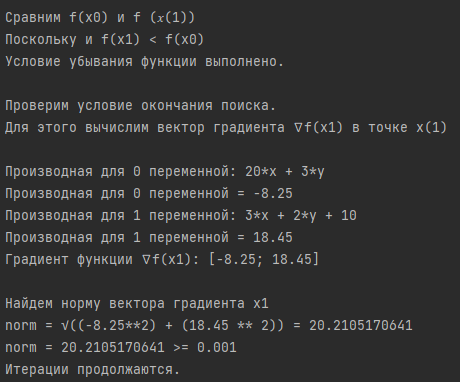 Сравним f(x0) и f (𝑥(1))
Поскольку и f(x1) < f(x0)
Условие убывания функции выполнено.
Проверим условие окончания поиска.
Для этого вычислим вектор градиента ∇f(x1) в точке x(1)
Производная для 0 переменной: 20*x + 3*y
Производная для 0 переменной = -8.25
Производная для 1 переменной: 3*x + 2*y + 10
Производная для 1 переменной = 18.45
Градиент функции ∇f(x1): [-8.25; 18.45]
Найдем норму вектора градиента x1
norm = √((-8.25**2) + (18.45 ** 2)) = 20.2105170641
norm = 20.2105170641 >= 0.001
Итерации продолжаются.